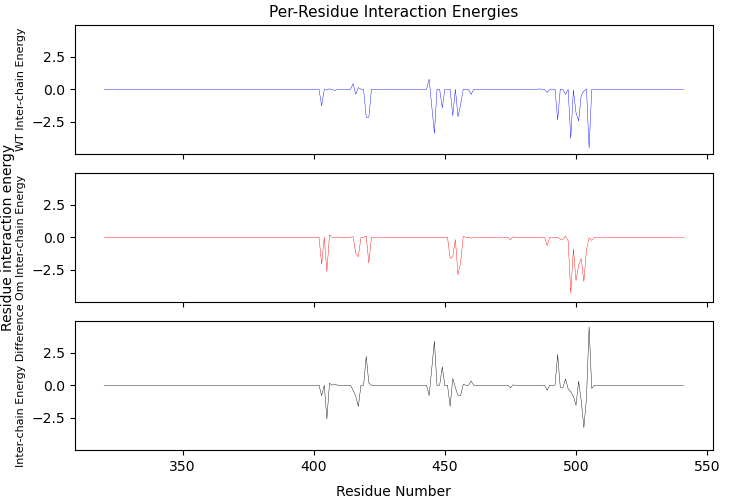 Per-Residue Interaction Energies
WT Inter-chain Energy
2.5
0.0
−2.5
Residue interaction energy
Om Inter-chain Energy
2.5
0.0
−2.5
Inter-chain Energy Difference
2.5
0.0
−2.5
350
400
450
500
550
Residue Number